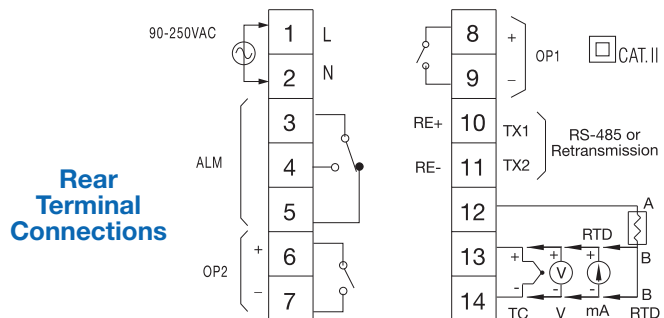 90-250VAC
1 L
2 N
3
ALM 4
5
+ 6
OP2
– 7
Rear
Terminal
Connections
8 +
OP1
9 –
CAT. II
RE+ 10 TX1
RS-485 or
Retransmission
RE- 11 TX2
12 A
RTD
13 + + + B
V
14 - - - B
TC V mA RTD